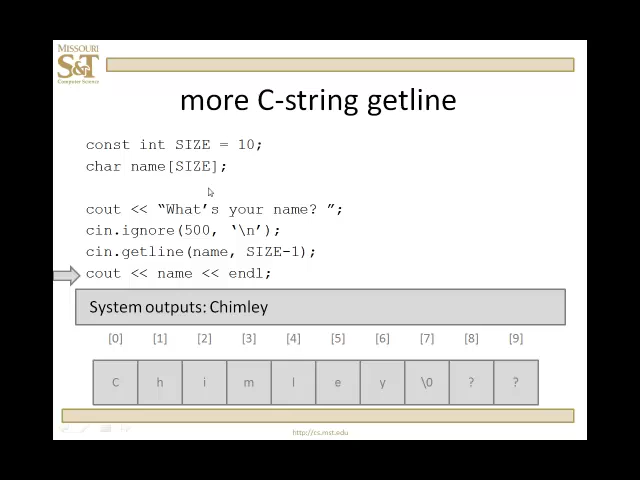 MISSOURI
S&T
Computer Science
more C-string getline
const int SIZE = 10;
char name[SIZE];
cout << “What’s your name? ”;
cin.ignore(500, ‘\n’);
cin.getline(name, SIZE-1);
cout << name << endl;
System outputs: Chimley
[0] [1] [2] [3] [4] [5] [6] [7] [8] [9]
C h i m l e y \0 ? ?
http://cs.mst.edu